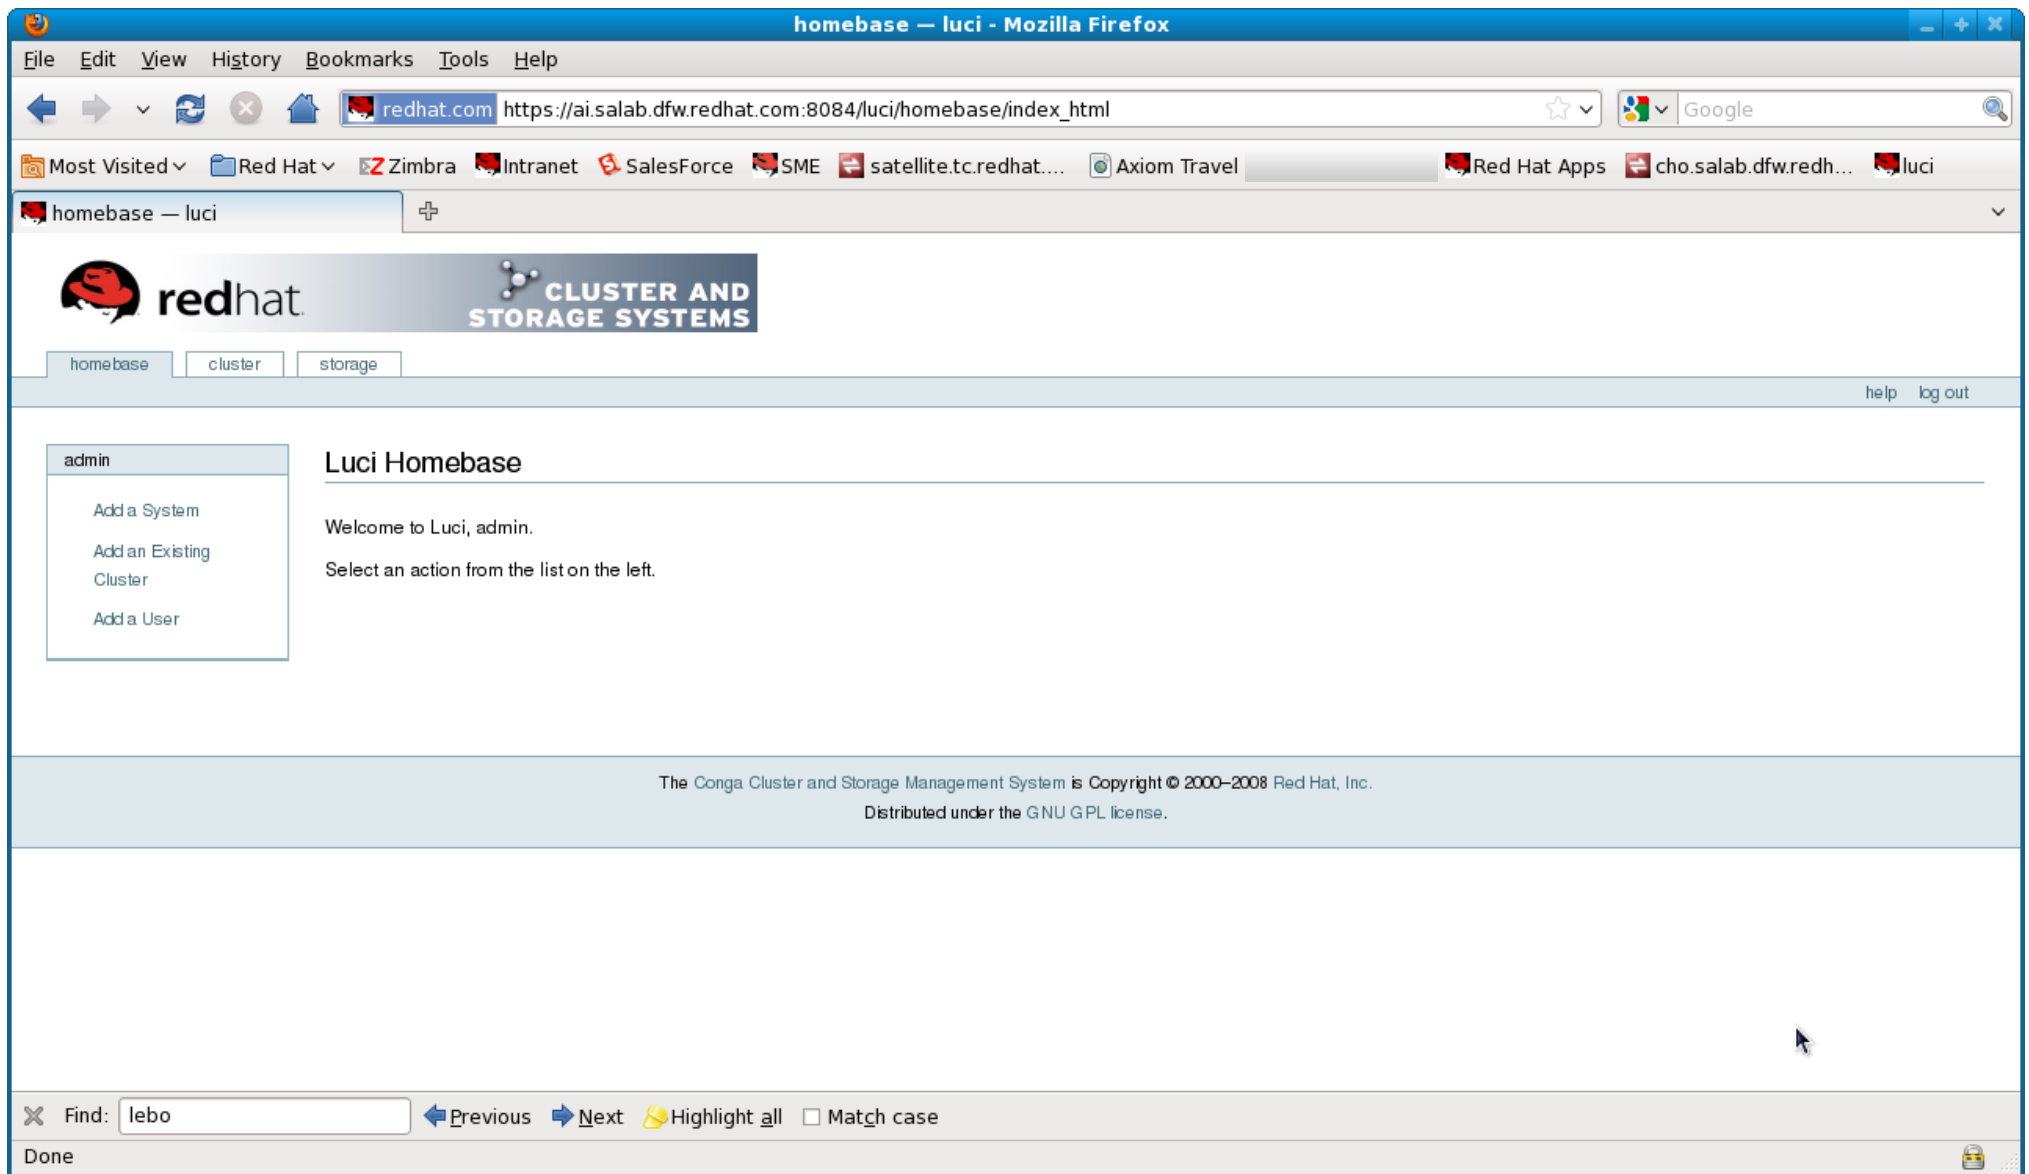 homebase — luci - Mozilla Firefox
File Edit View History Bookmarks Tools Help
redhat.com https://ai.salab.dfw.redhat.com:8084/luci/homebase/index_html Google
Most Visited Red Hat Zimbra Intranet SalesForce SME satellite.tc.redhat.... Axiom Travel Red Hat Apps cho.salab.dfw.redh... luci
homebase — luci
redhat. CLUSTER AND
STORAGE SYSTEMS
homebase cluster storage
help log out
admin
Add a System
Add an Existing
Cluster
Add a User
Luci Homebase
Welcome to Luci, admin.
Select an action from the list on the left.
The Conga Cluster and Storage Management System is Copyright © 2000–2008 Red Hat, Inc.
Distributed under the GNU GPL license.
Find: lebo Previous Next Highlight all Match case
Done